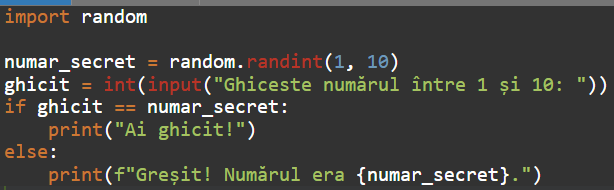 import random
numar_secret = random.randint(1, 10)
ghicit = int(input("Ghiceste numărul între 1 și 10: "))
if ghicit == numar_secret:
    print("Ai ghicit!")
else:
    print(f"Greșit! Numărul era {numar_secret}.")